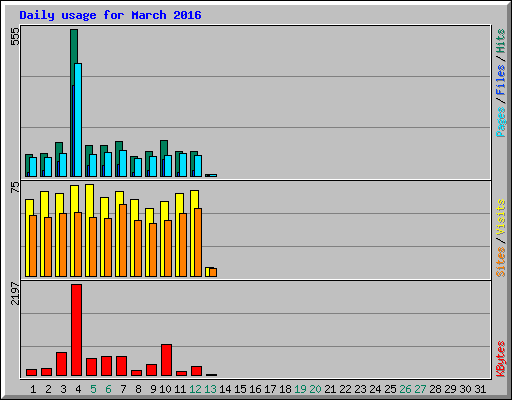 Daily usage for March 2016
555
Pages / Files / Hits
75
Sites / Visits
2197
KBytes
1 2 3 4 5 6 7 8 9 10 11 12 13 14 15 16 17 18 19 20 21 22 23 24 25 26 27 28 29 30 31